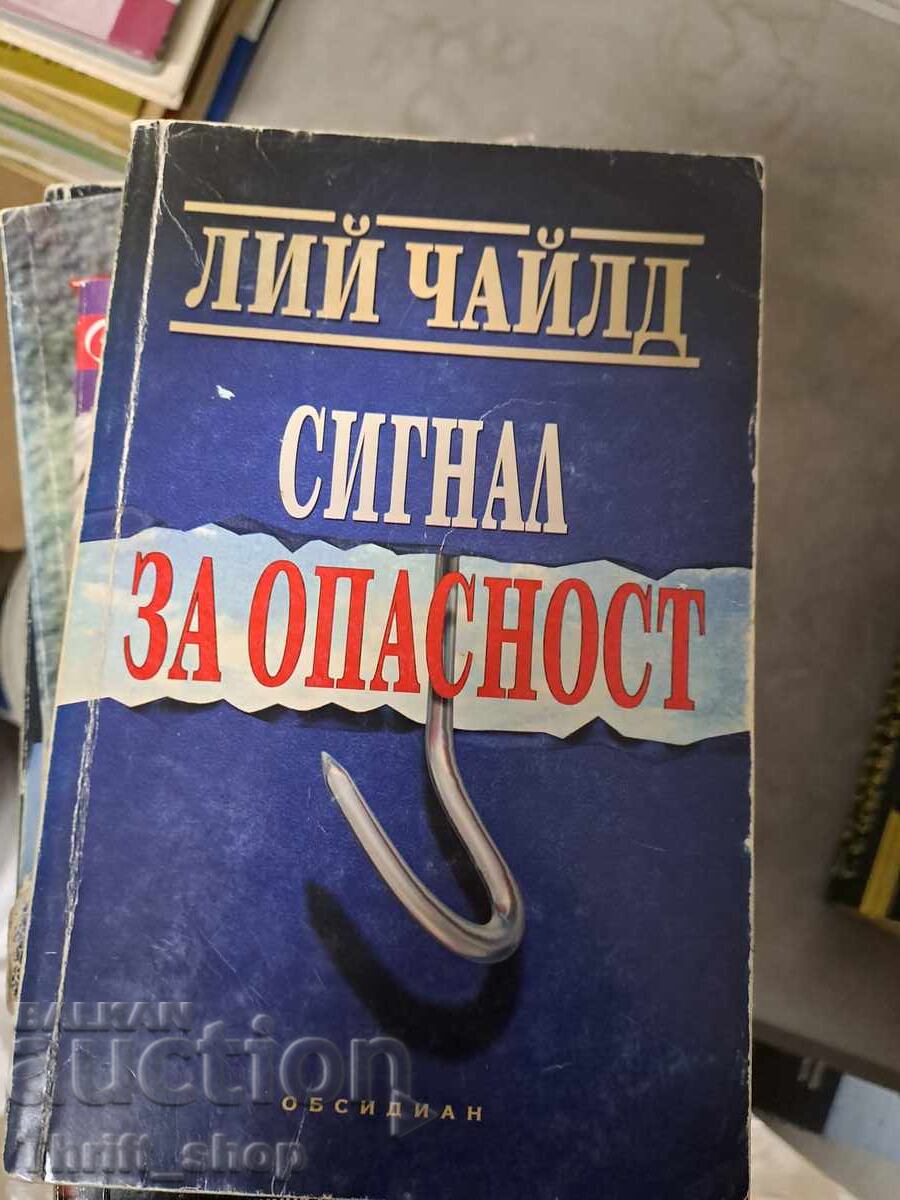 ЛИЙ ЧАЙЛД
СИГНАЛ
ЗА ОПАСНОСТ
ОБСИДИАН
BALKAN
auction
Thrift_shop